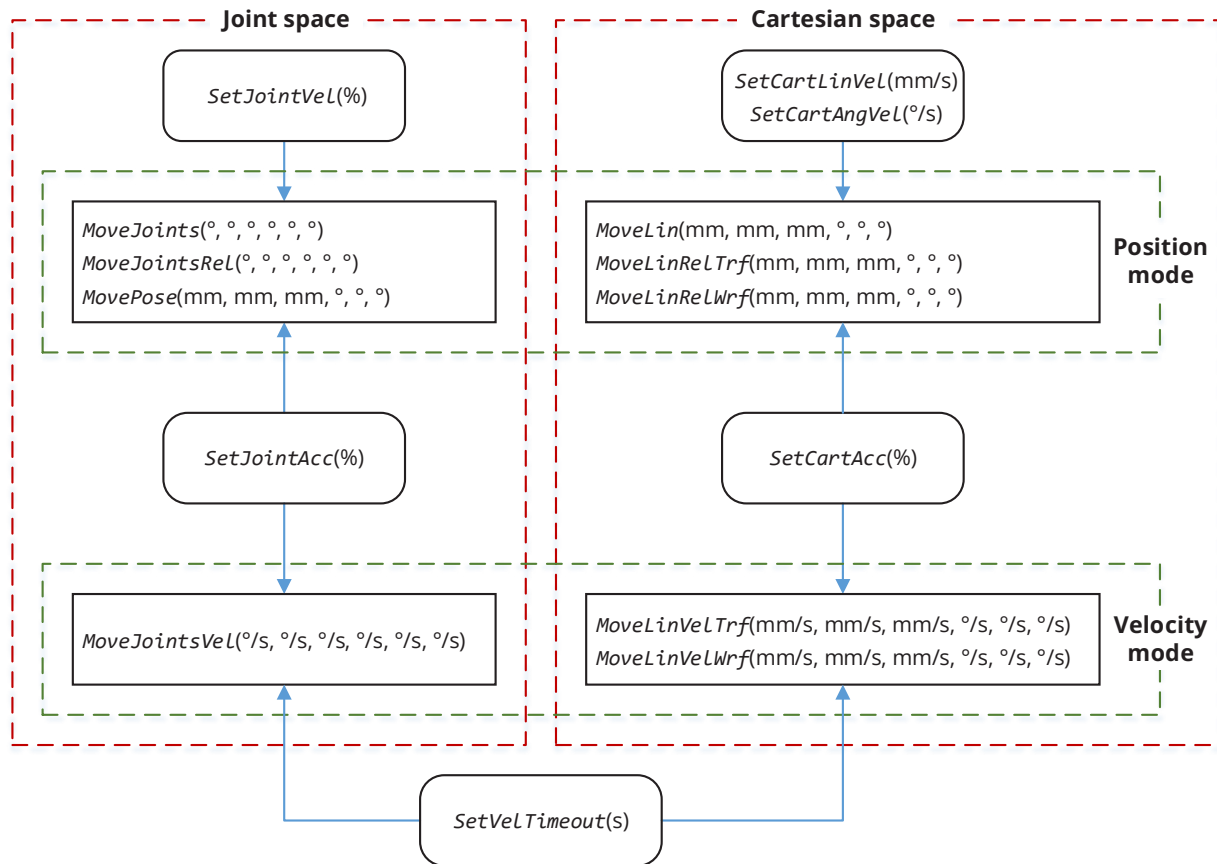 Joint space
Cartesian space
SetJointVel(%)
SetCartLinVel(mm/s)
SetCartAngVel(°/s)
MoveJoints(°, °, °, °, °, °)
MoveJointsRel(°, °, °, °, °, °)
MovePose(mm, mm, mm, °, °, °)
MoveLin(mm, mm, mm, °, °, °)
MoveLinRelTrf(mm, mm, mm, °, °, °)
MoveLinRelWrf(mm, mm, mm, °, °, °)
Position
mode
SetJointAcc(%)
SetCartAcc(%)
MoveJointsVel(°/s, °/s, °/s, °/s, °/s, °/s)
MoveLinVelTrf(mm/s, mm/s, mm/s, °/s, °/s, °/s)
MoveLinVelWrf(mm/s, mm/s, mm/s, °/s, °/s, °/s)
Velocity
mode
SetVelTimeout(s)